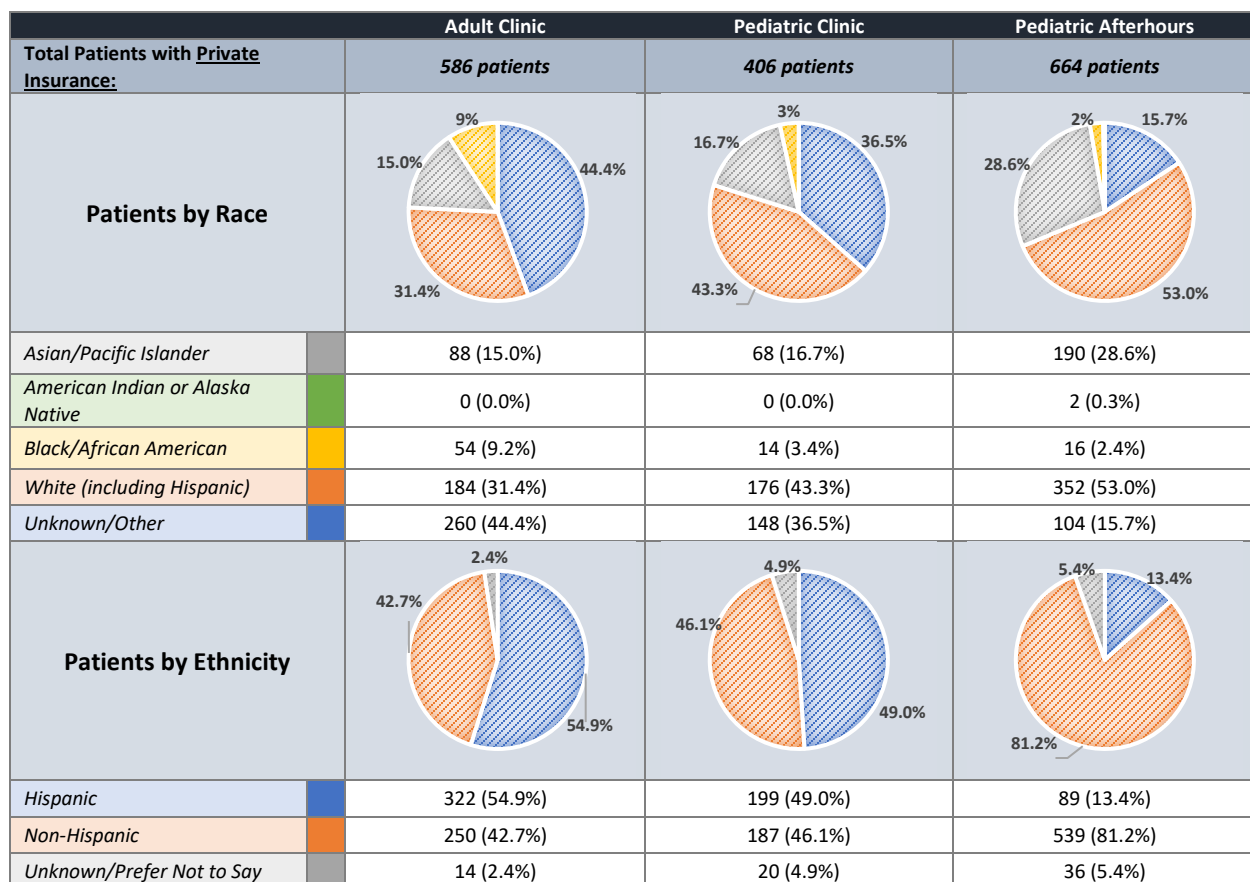 Adult Clinic Pediatric Clinic Pediatric Afterhours
Total Patients with Private
Insurance:
586 patients 406 patients 664 patients
Patients by Race
9%
15.0%
44.4%
31.4%
3%
16.7%
36.5%
43.3%
2%
15.7%
28.6%
53.0%
Asian/Pacific Islander 88 (15.0%) 68 (16.7%) 190 (28.6%)
American Indian or Alaska
Native
0 (0.0%) 0 (0.0%) 2 (0.3%)
Black/African American 54 (9.2%) 14 (3.4%) 16 (2.4%)
White (including Hispanic) 184 (31.4%) 176 (43.3%) 352 (53.0%)
Unknown/Other 260 (44.4%) 148 (36.5%) 104 (15.7%)
Patients by Ethnicity
2.4%
42.7%
54.9%
4.9%
46.1%
49.0%
5.4%
13.4%
81.2%
Hispanic 322 (54.9%) 199 (49.0%) 89 (13.4%)
Non-Hispanic 250 (42.7%) 187 (46.1%) 539 (81.2%)
Unknown/Prefer Not to Say 14 (2.4%) 20 (4.9%) 36 (5.4%)